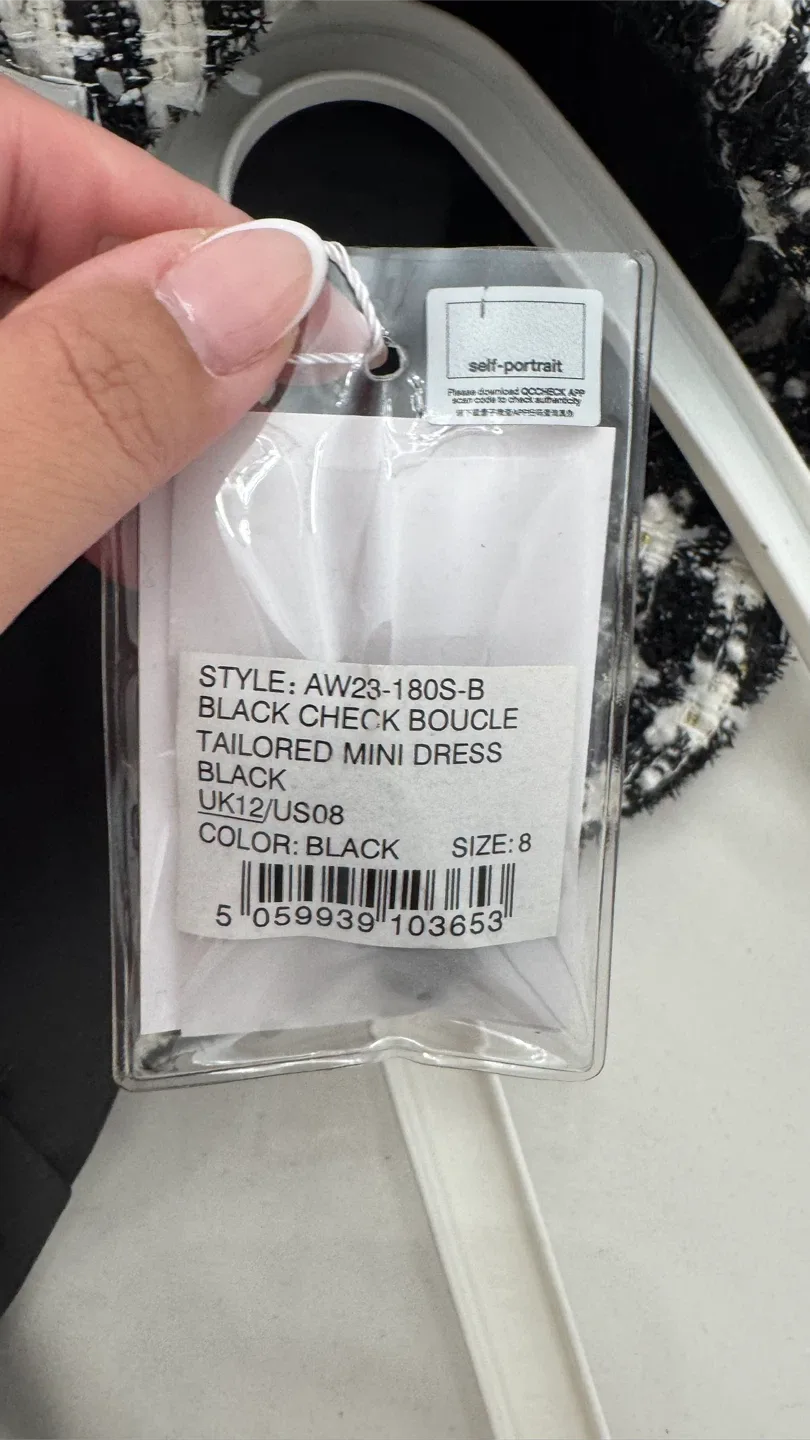 self-portrait
Please download QCCHECK APP
scan code to check authenticity
STYLE: AW23-180S-B
BLACK CHECK BOUCLE
TAILORED MINI DRESS
BLACK
UK12/US08
COLOR: BLACK SIZE: 8
5 059939 103653